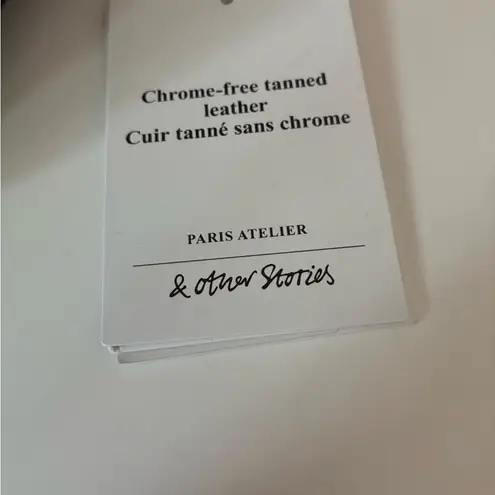 Chrome-free tanned
leather
Cuir tanné sans chrome
PARIS ATELIER
& other Stories